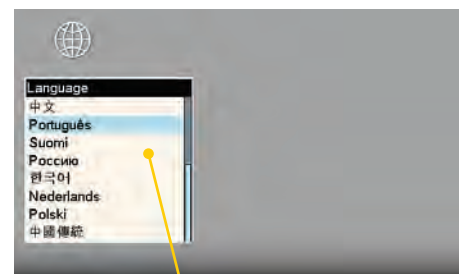 Language
中文
Português
Suomi
Россию
한국어
Nederlands
Polski
中國傳統